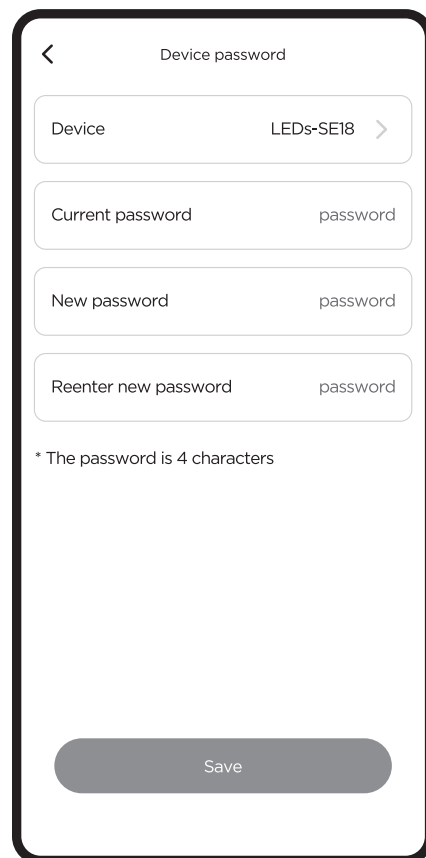 Device password
Device LEDs-SE18
Current password password
New password password
Reenter new password password
* The password is 4 characters
Save